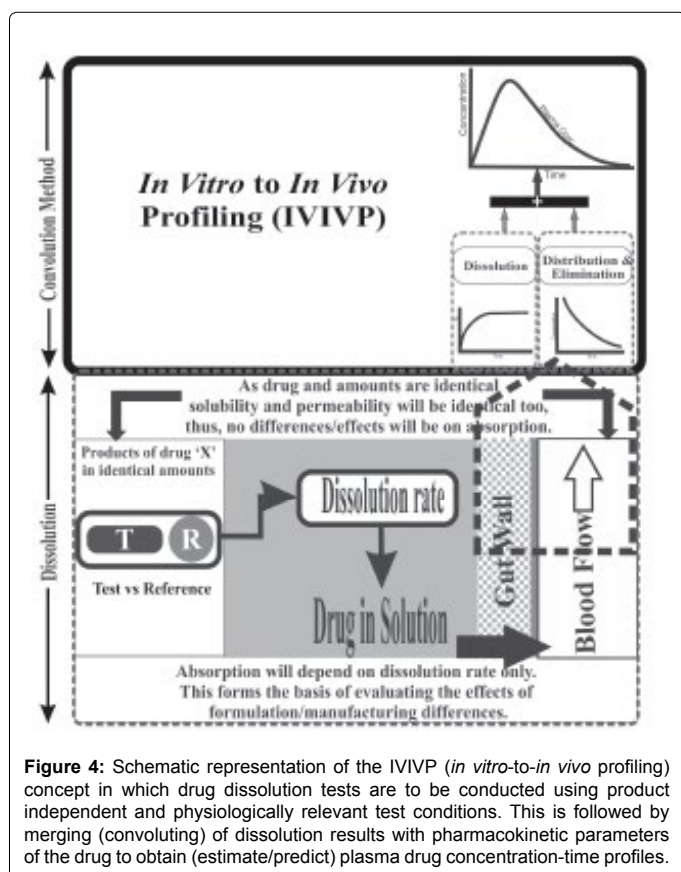 Convolution Method
In Vitro to In Vivo
Profiling (IVIVP)
Concentration
Time
+
Dissolution
Distribution &
Elimination
Dissolution
As drug and amounts are identical
solubility and permeability will be identical too,
thus, no differences/effects will be on absorption.
Products of drug ‘X’
in identical amounts
T
R
Test vs Reference
Dissolution rate
Drug in Solution
Gut Wall
Blood Flow
Absorption will depend on dissolution rate only.
This forms the basis of evaluating the effects of
formulation/manufacturing differences.
Figure 4: Schematic representation of the IVIVP (in vitro-to-in vivo profiling)
concept in which drug dissolution tests are to be conducted using product
independent and physiologically relevant test conditions. This is followed by
merging (convoluting) of dissolution results with pharmacokinetic parameters
of the drug to obtain (estimate/predict) plasma drug concentration-time profiles.